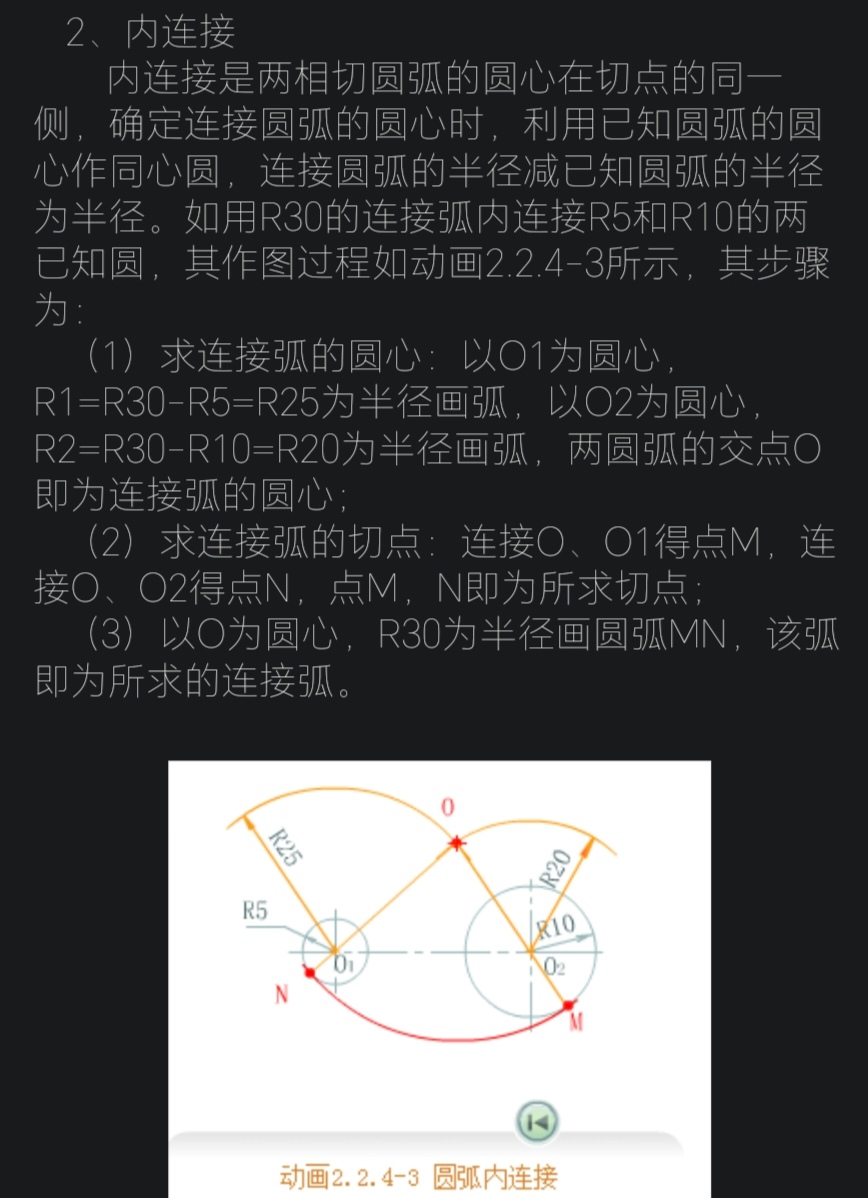 2、内连接
内连接是两相切圆弧的圆心在切点的同一
侧，确定连接圆弧的圆心时，利用已知圆弧的圆
心作同心圆，连接圆弧的半径减已知圆弧的半径
为半径。如用R30的连接弧内连接R5和R10的两
已知圆，其作图过程如动画2.2.4-3所示，其步骤
为：
（1）求连接弧的圆心：以O1为圆心，
R1=R30-R5=R25为半径画弧，以O2为圆心，
R2=R30-R10=R20为半径画弧，两圆弧的交点O
即为连接弧的圆心；
（2）求连接弧的切点：连接O、O1得点M，连
接O、O2得点N，点M，N即为所求切点；
（3）以O为圆心，R30为半径画圆弧MN，该弧
即为所求的连接弧。
O
R25
R20
R5
R10
O1
O2
N
M
动画2.2.4-3 圆弧内连接